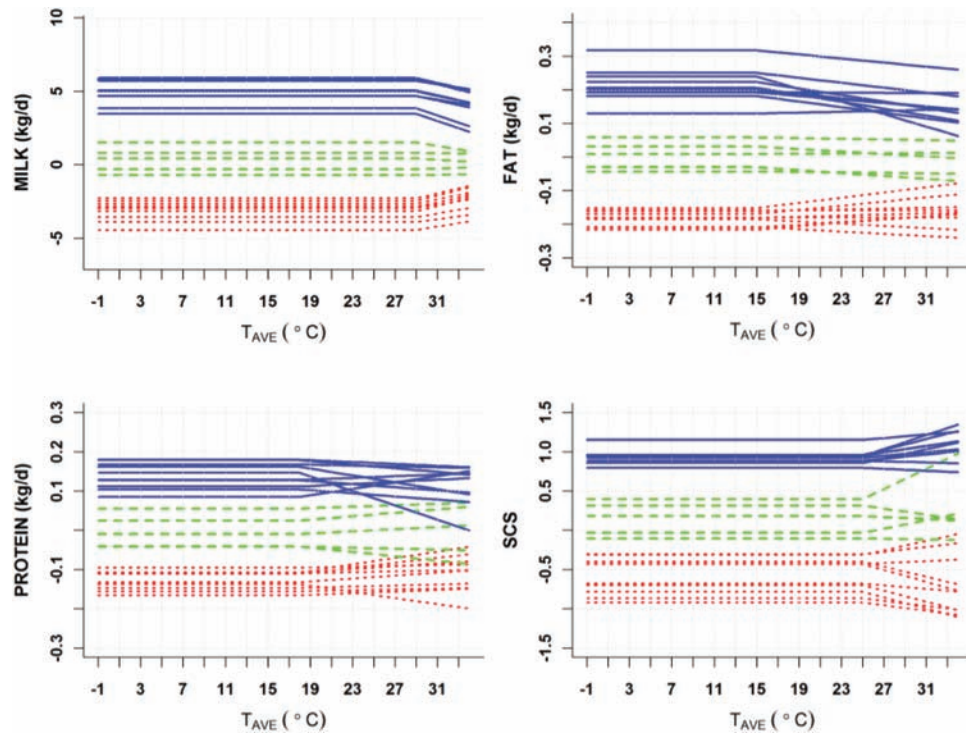 MILK (kg/d)
10
5
0
-5
-1 3 7 11 15 19 23 27 31
TAVE ( ° C)
FAT (kg/d)
0.3
0.1
-0.1
-0.3
-1 3 7 11 15 19 23 27 31
TAVE ( ° C)
PROTEIN (kg/d)
0.3
0.2
0.1
-0.1
-0.3
-1 3 7 11 15 19 23 27 31
TAVE ( ° C)
SCS
1.5
1.0
0.5
-0.5
-1.5
-1 3 7 11 15 19 23 27 31
TAVE ( ° C)